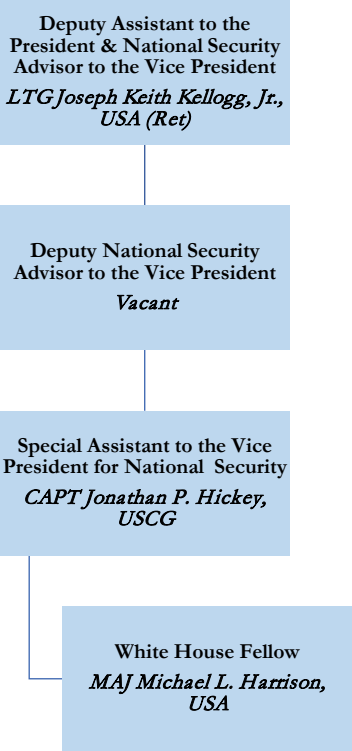 Deputy Assistant to the
President & National Security
Advisor to the Vice President
LTG Joseph Keith Kellogg, Jr.,
USA (Ret)
Deputy National Security
Advisor to the Vice President
Vacant
Special Assistant to the Vice
President for National Security
CAPT Jonathan P. Hickey,
USCG
White House Fellow
MAJ Michael L. Harrison,
USA